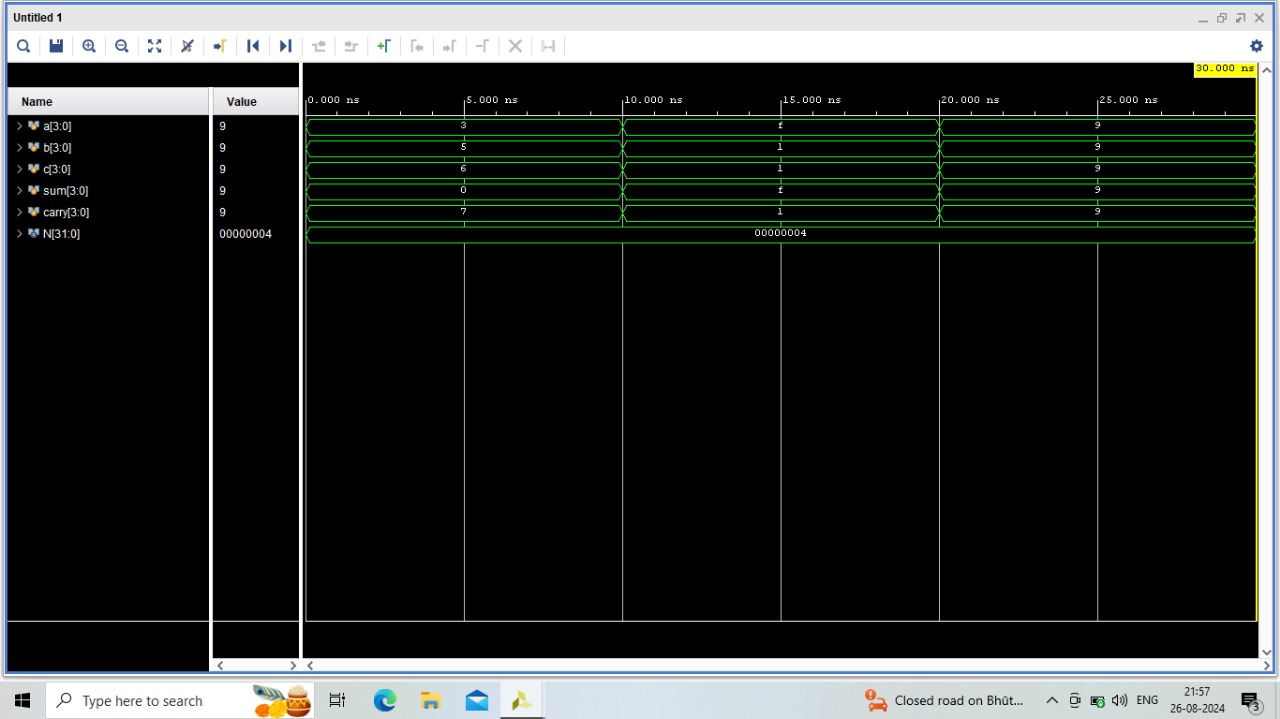 Untitled 1
30.000 ns
Name Value
0.000 ns 5.000 ns 10.000 ns 15.000 ns 20.000 ns 25.000 ns
a[3:0] 9 3 f 9
b[3:0] 9 5 1 9
c[3:0] 9 6 1 9
sum[3:0] 9 0 f 9
carry[3:0] 9 7 1 9
N[31:0] 00000004 00000004
Type here to search
Closed road on Bhūt...
ENG
21:57
26-08-2024
3